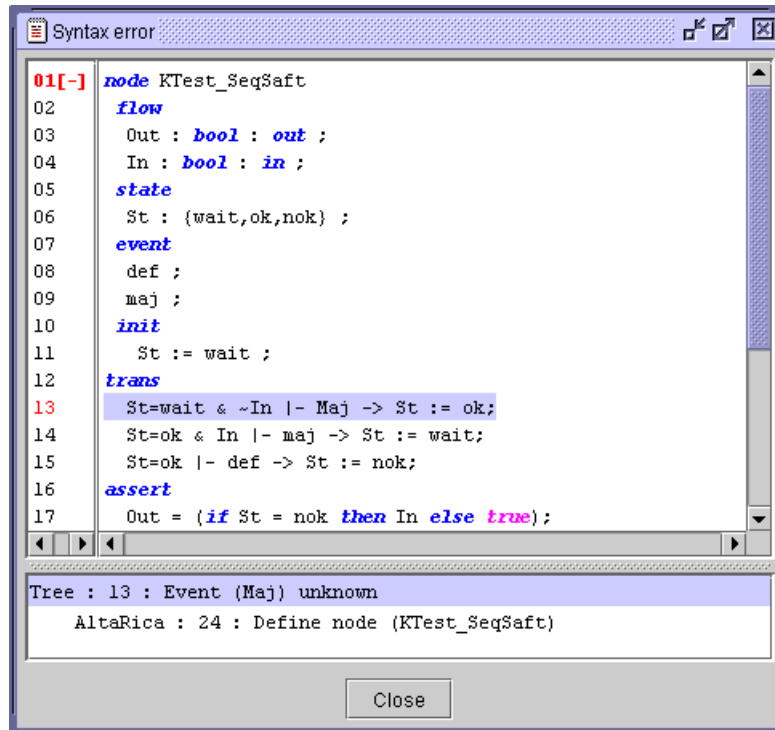 Syntax error
01[-] node KTest_SeqSaft
02 flow
03 Out : bool : out ;
04 In : bool : in ;
05 state
06 St : {wait,ok,nok} ;
07 event
08 def ;
09 maj ;
10 init
11 St := wait ;
12 trans
13 St=wait & ~In |- Maj -> St := ok;
14 St=ok & In |- maj -> St := wait;
15 St=ok |- def -> St := nok;
16 assert
17 Out = (if St = nok then In else true);
Tree : 13 : Event (Maj) unknown
AltaRica : 24 : Define node (KTest_SeqSaft)
Close